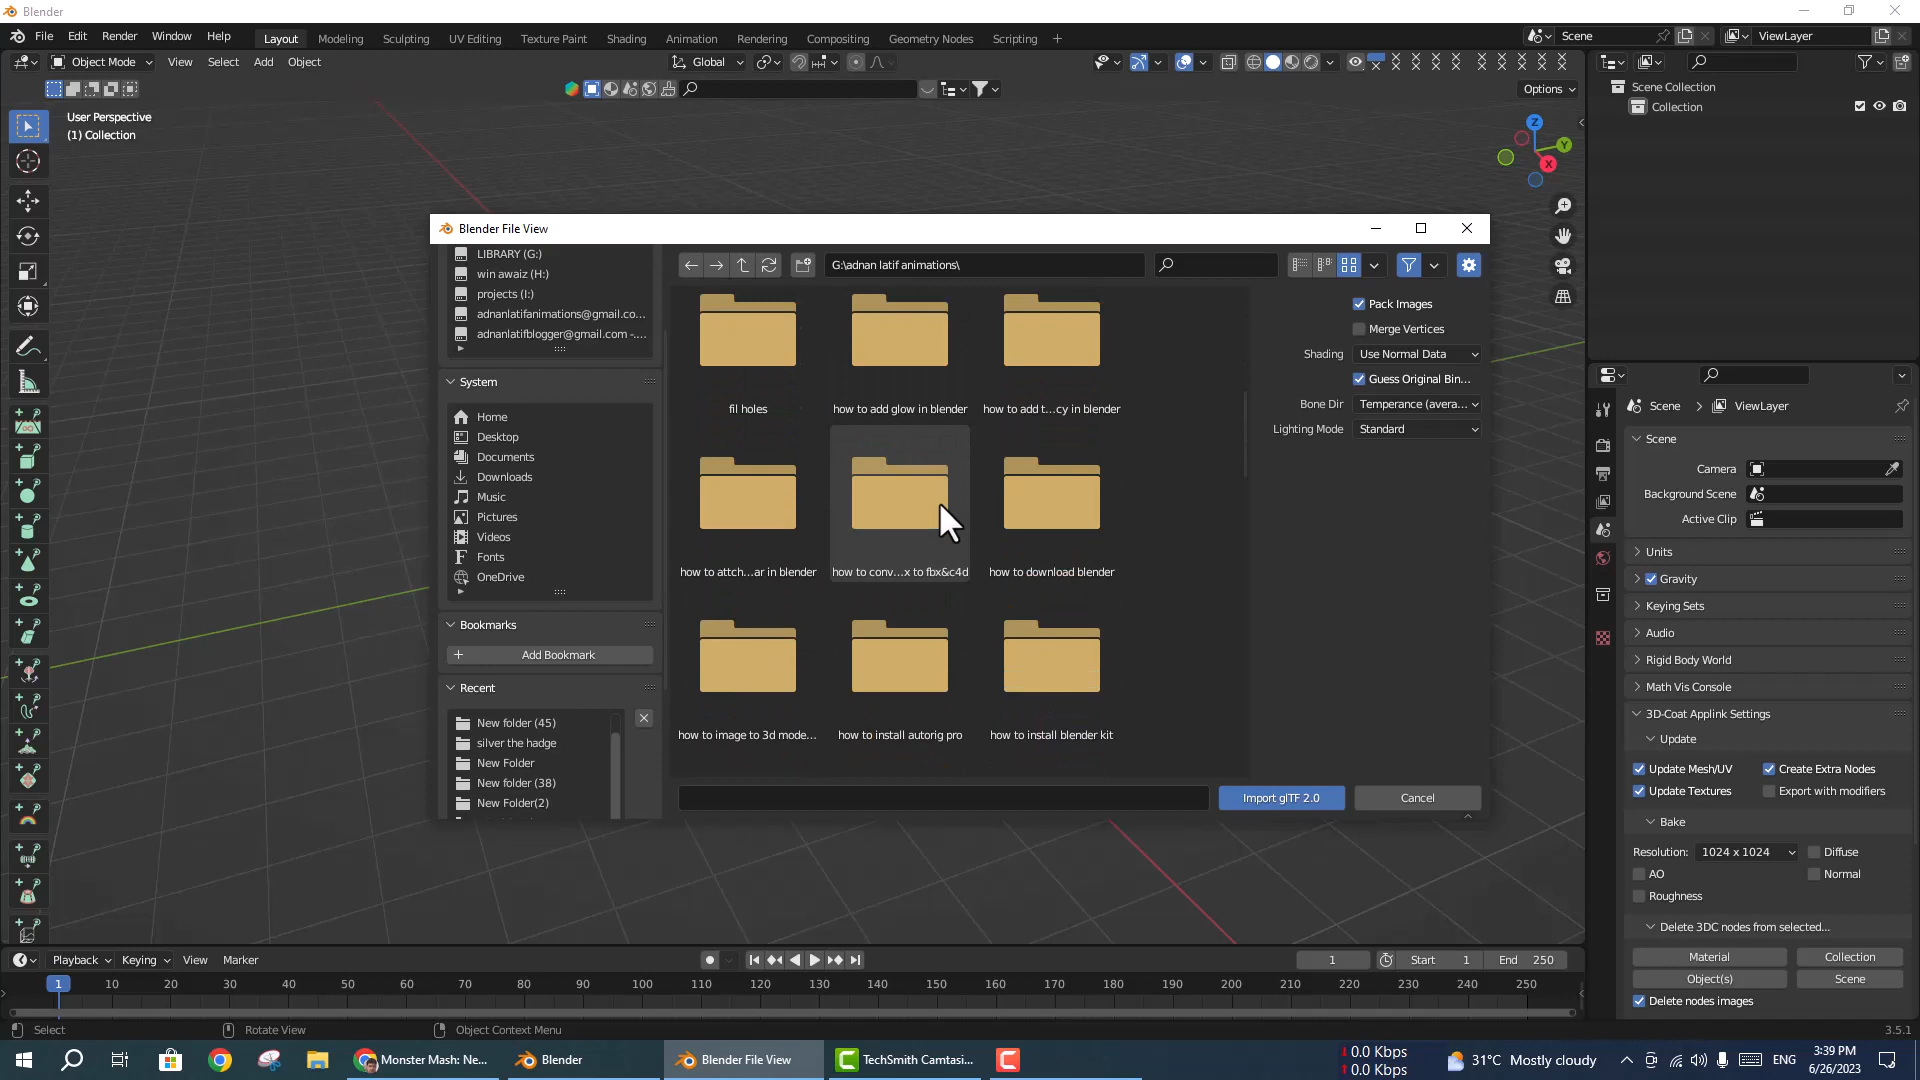 Blender
File Edit Render Window Help Layout Modeling Sculpting UV Editing Texture Paint Shading Animation Rendering Compositing Geometry Nodes Scripting Scene ViewLayer
Object Mode View Select Add Object Global
Options
User Perspective
(1) Collection
Z
Y
X
Scene Collection
Collection
Blender File View
LIBRARY (G:)
win awaiz (H:)
projects (I:)
adnanlatifanimations@gmail.co...
adnanlatifblogger@gmail.com -....
System
Home
Desktop
Documents
Downloads
Music
Pictures
Videos
Fonts
OneDrive
Bookmarks
Add Bookmark
Recent
New folder (45)
silver the hadge
New Folder
New folder (38)
New Folder(2)
G:\adnan latif animations\
fil holes how to add glow in blender how to add t...cy in blender
how to attch...ar in blender how to conv...x to fbx&c4d how to download blender
how to image to 3d mode... how to install autorig pro how to install blender kit
Pack Images
Merge Vertices
Shading Use Normal Data
Guess Original Bin...
Bone Dir Temperance (avera...
Lighting Mode Standard
Import glTF 2.0 Cancel
Scene ViewLayer
Scene
Camera
Background Scene
Active Clip
Units
Gravity
Keying Sets
Audio
Rigid Body World
Math Vis Console
3D-Coat Applink Settings
Update
Update Mesh/UV Create Extra Nodes
Update Textures Export with modifiers
Bake
Resolution: 1024 x 1024 Diffuse
AO Normal
Roughness
Delete 3DC nodes from selected...
Material Collection
Object(s) Scene
Delete nodes images
Playback Keying View Marker 1 Start 1 End 250
1 10 20 30 40 50 60 70 80 90 100 110 120 130 140 150 160 170 180 190 200 210 220 230 240 250
Select Rotate View Object Context Menu 3.5.1
Monster Mash: Ne... Blender Blender File View TechSmith Camtasi...
0.0 Kbps
0.0 Kbps
31°C Mostly cloudy
ENG
3:39 PM
6/26/2023